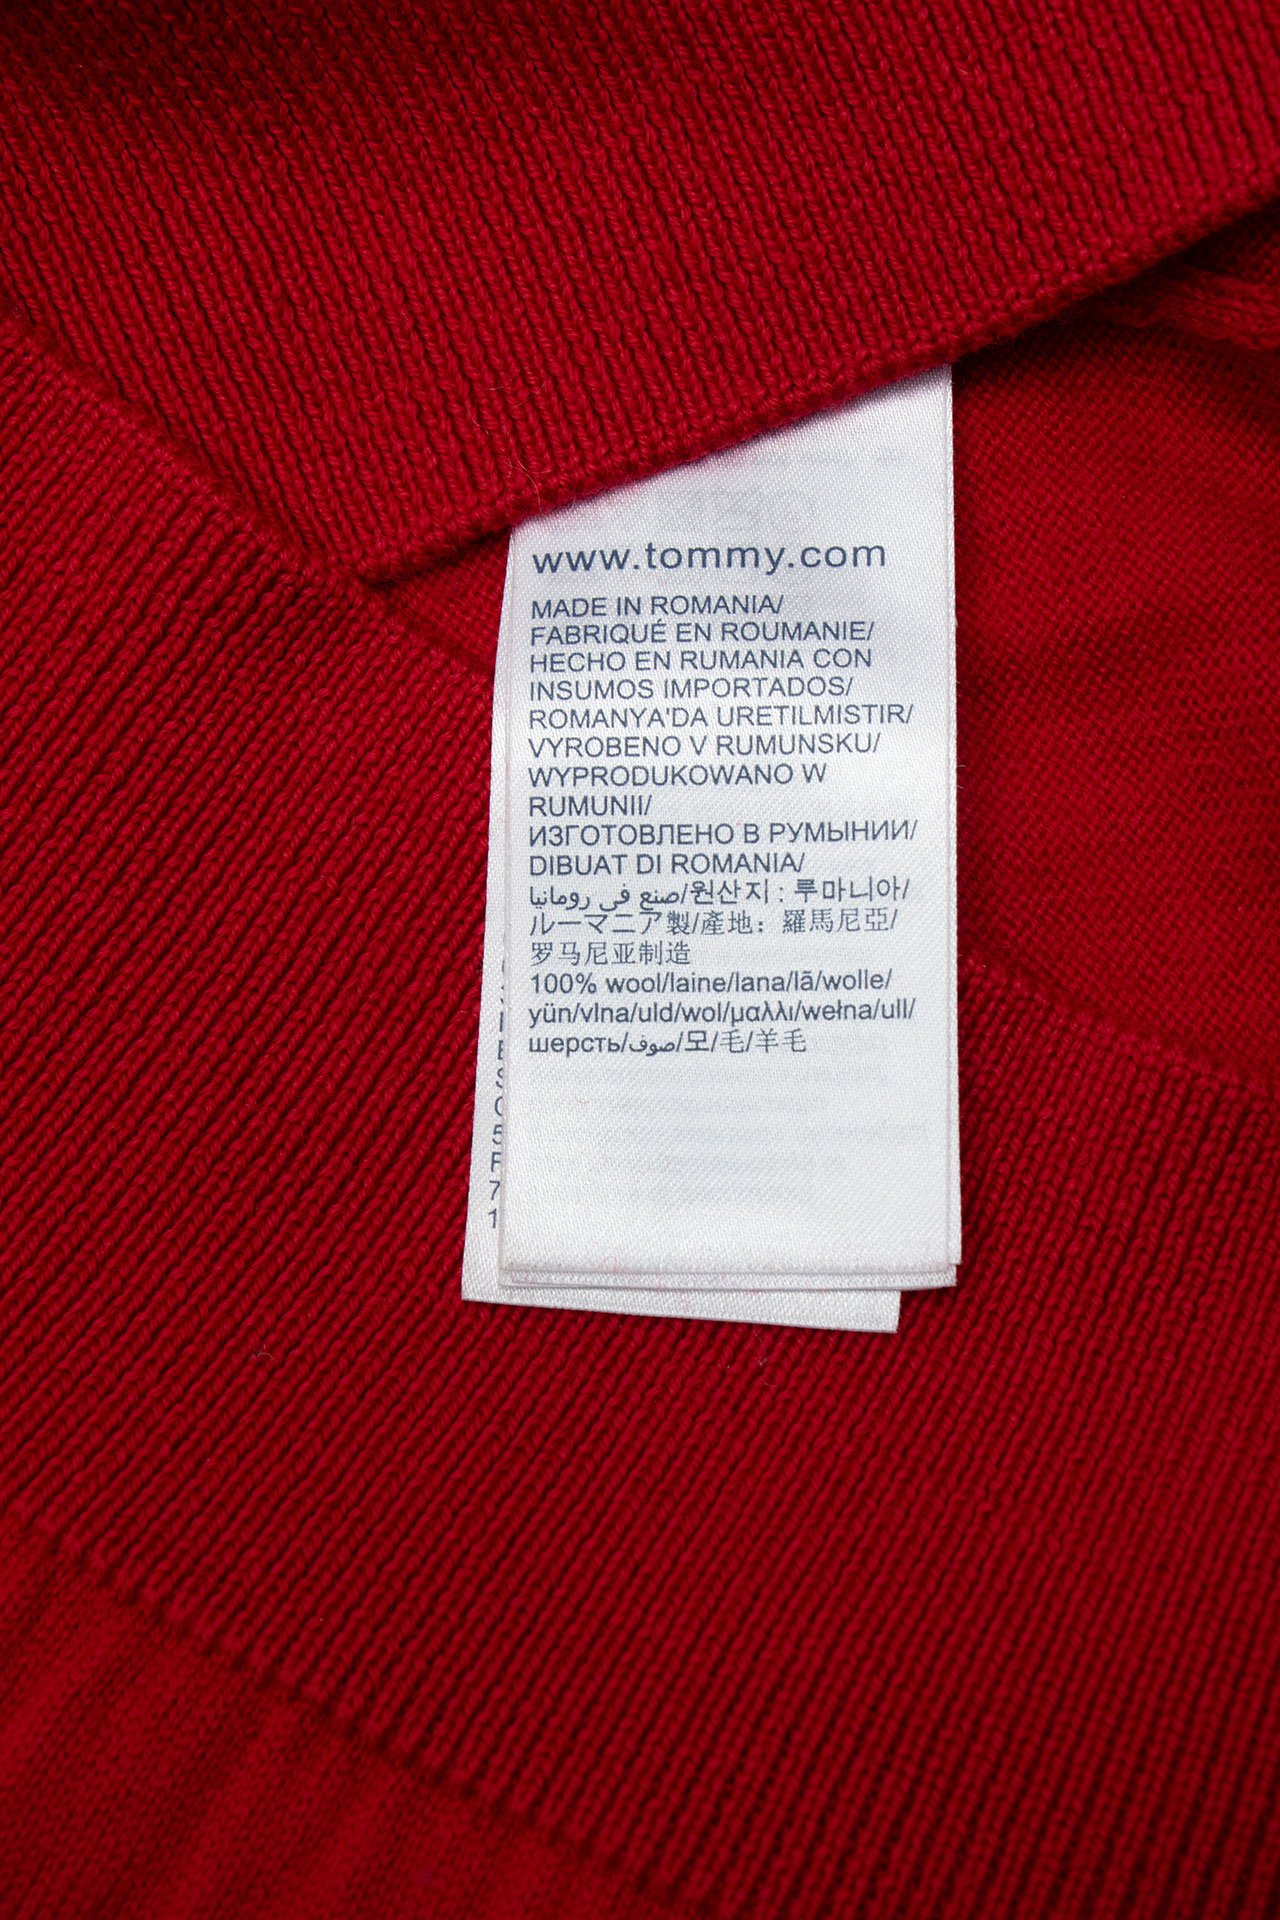 www.tommy.com
MADE IN ROMANIA/
FABRIQUÉ EN ROUMANIE/
HECHO EN RUMANIA CON
INSUMOS IMPORTADOS/
ROMANYA'DA URETILMISTIR/
VYROBENO V RUMUNSKU/
WYPRODUKOWANO W
RUMUNII/
ИЗГОТОВЛЕНО В РУМЫНИИ/
DIBUAT DI ROMANIA/
صنع في رومانيا/원산지 : 루마니아/
ルーマニア製/產地：羅馬尼亞/
罗马尼亚制造
100% wool/laine/lana/lã/wolle/
yün/vlna/uld/wol/μαλλι/wełna/ull/
шерсть/صوف/모/毛/羊毛